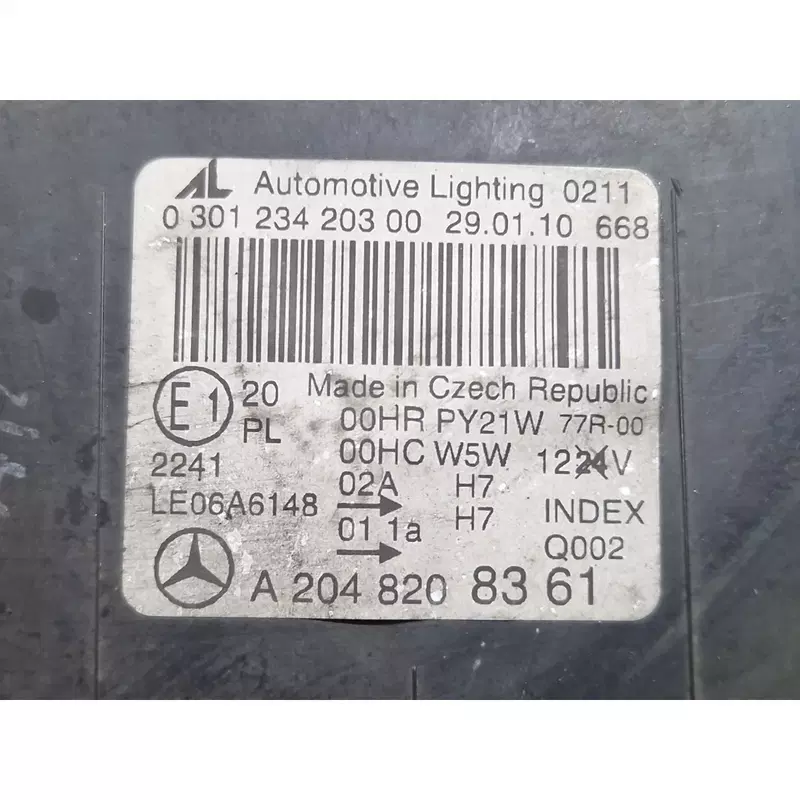 AL Automotive Lighting 0211
0 301 234 203 00 29.01.10 668
Made in Czech Republic
E1 20 PL
00HR PY21W 77R-00
00HC W5W 1224V
2241
02A H7
LE06A6148
01 1a H7
INDEX
Q002
A 204 820 83 61